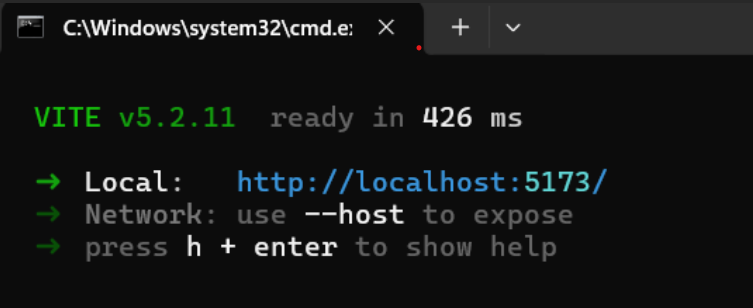 C:\Windows\system32\cmd.e
VITE v5.2.11 ready in 426 ms
➜ Local: http://localhost:5173/
➜ Network: use --host to expose
➜ press h + enter to show help